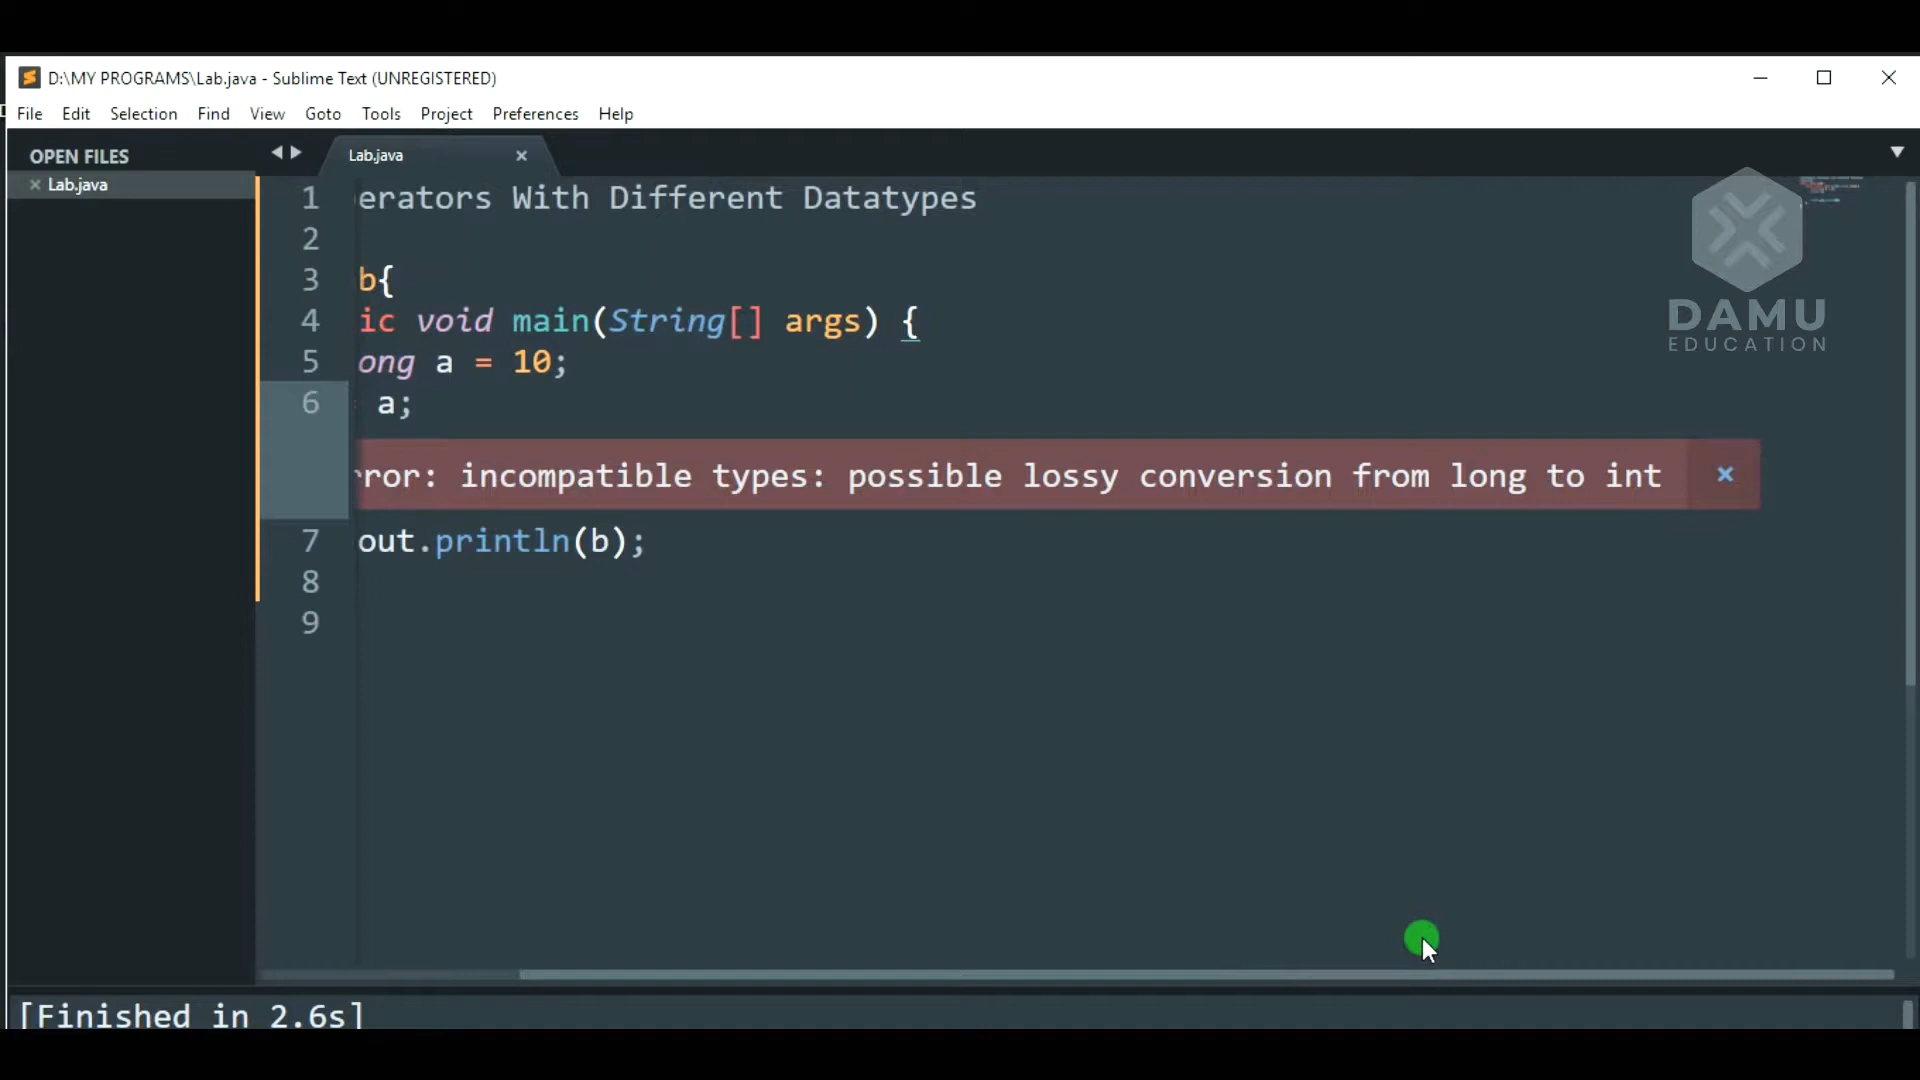 D:\MY PROGRAMS\Lab.java - Sublime Text (UNREGISTERED)
File Edit Selection Find View Goto Tools Project Preferences Help
OPEN FILES
Lab.java
Lab.java
DAMU
EDUCATION
1 erators With Different Datatypes
2
3 b{
4 ic void main(String[] args) {
5 ong a = 10;
6 a;
rror: incompatible types: possible lossy conversion from long to int
7 out.println(b);
8
9
[Finished in 2.6s]